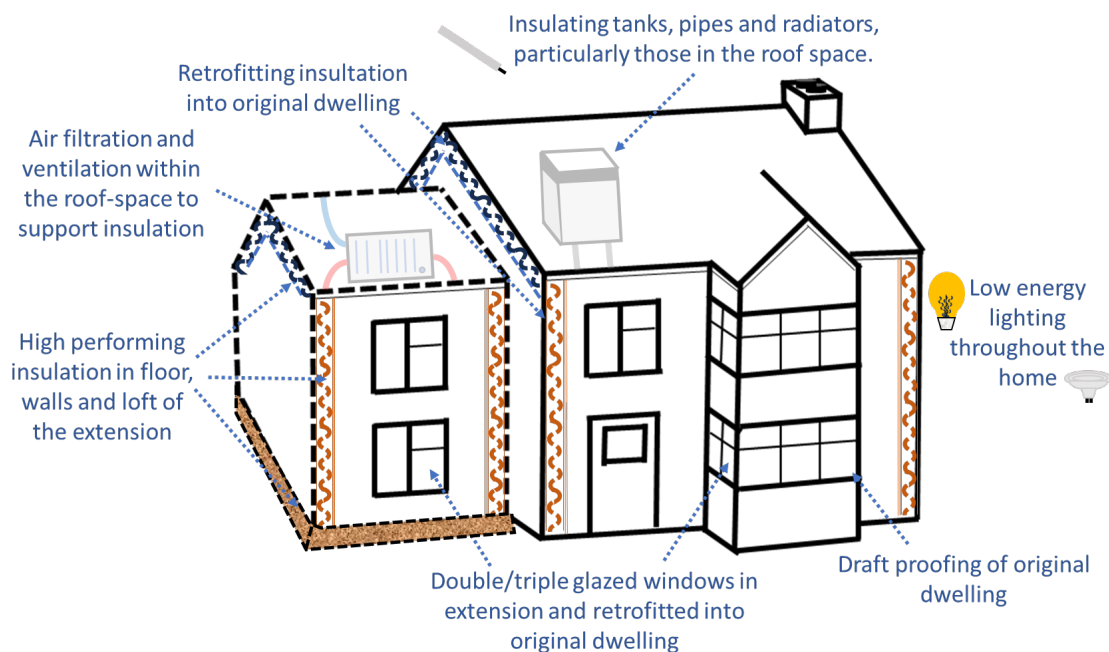 Insulating tanks, pipes and radiators,
particularly those in the roof space.
Retrofitting insultation
into original dwelling
Air filtration and
ventilation within
the roof-space to
support insulation
High performing
insulation in floor,
walls and loft of
the extension
Low energy
lighting
throughout the
home
Double/triple glazed windows in
extension and retrofitted into
original dwelling
Draft proofing of original
dwelling